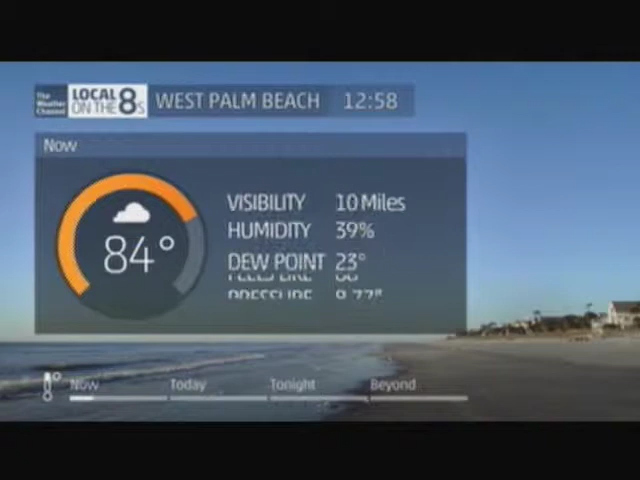 The Weather Channel
LOCAL ON THE 8s
WEST PALM BEACH 12:58
Now
84°
VISIBILITY 10 Miles
HUMIDITY 39%
DEW POINT 23°
PRESSURE
Now Today Tonight Beyond